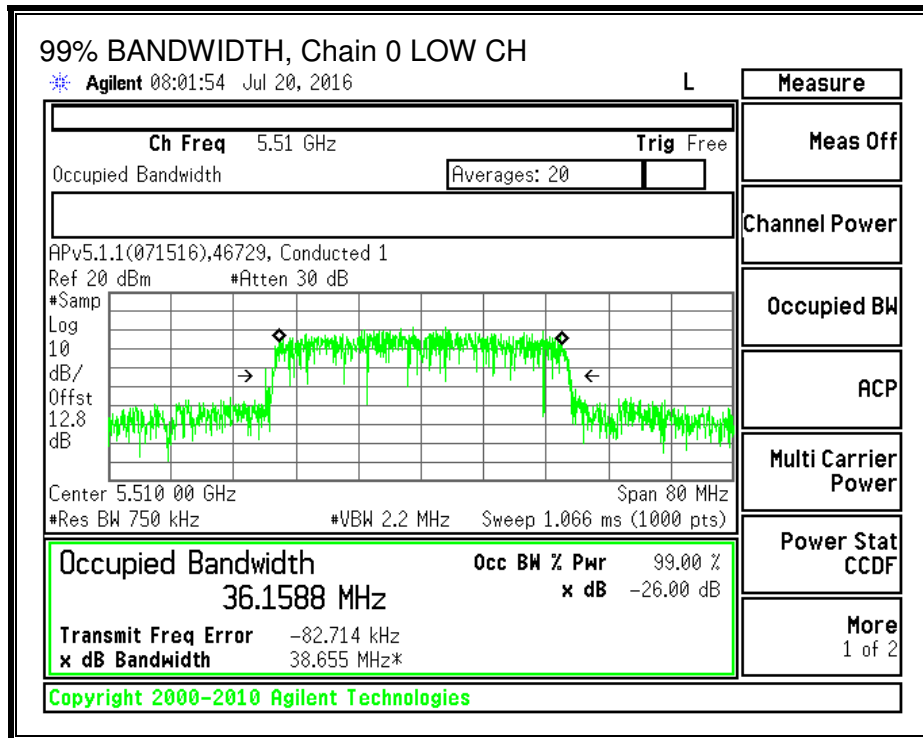 99% BANDWIDTH, Chain 0 LOW CH
Agilent 08:01:54 Jul 20, 2016 L
Measure
Ch Freq 5.51 GHz Trig Free
Meas Off
Occupied Bandwidth Averages: 20
Channel Power
APv5.1.1(071516),46729, Conducted 1
Ref 20 dBm #Atten 30 dB
#Samp
Log
10
dB/
Offst
12.8
dB
Occupied BW
ACP
Multi Carrier
Power
Center 5.510 00 GHz Span 80 MHz
#Res BW 750 kHz #VBW 2.2 MHz Sweep 1.066 ms (1000 pts)
Power Stat
CCDF
Occupied Bandwidth Occ BW % Pwr 99.00 %
36.1588 MHz x dB -26.00 dB
Transmit Freq Error -82.714 kHz
x dB Bandwidth 38.655 MHz*
More
1 of 2
Copyright 2000-2010 Agilent Technologies